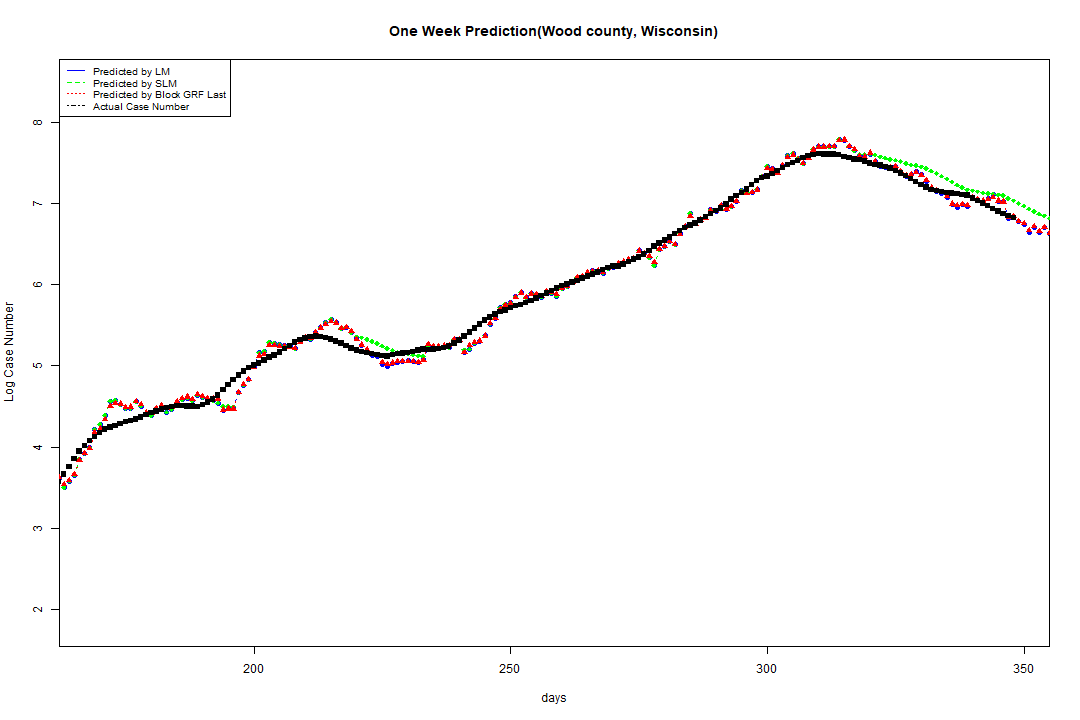 One Week Prediction(Wood county, Wisconsin)
Predicted by LM
Predicted by SLM
Predicted by Block GRF Last
Actual Case Number
8
7
6
5
4
3
2
Log Case Number
200
250
300
350
days